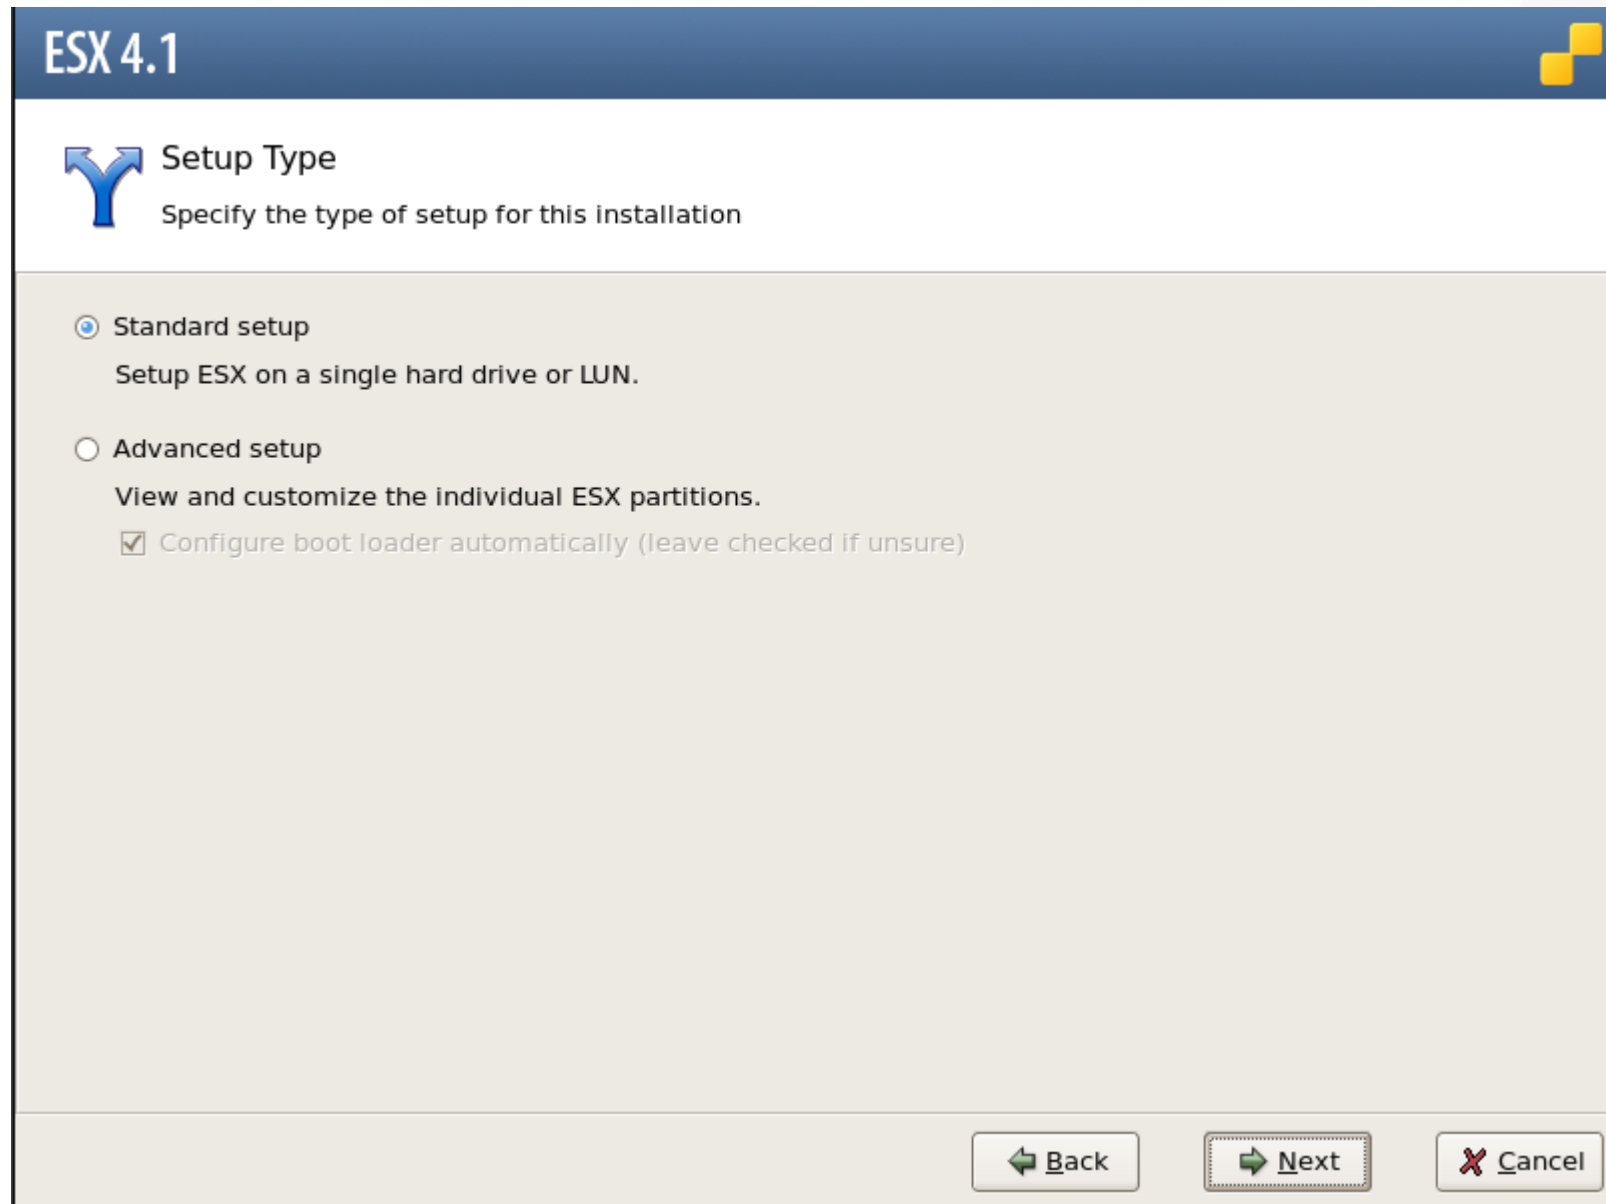 ESX 4.1
Setup Type
Specify the type of setup for this installation
Standard setup
Setup ESX on a single hard drive or LUN.
Advanced setup
View and customize the individual ESX partitions.
Configure boot loader automatically (leave checked if unsure)
Back
Next
Cancel